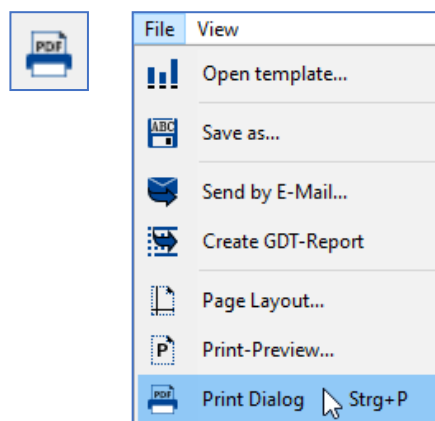 PDF
File View
Open template...
ABC
Save as...
Send by E-Mail...
Create GDT-Report
Page Layout...
P
Print-Preview...
PDF
Print Dialog Strg+P